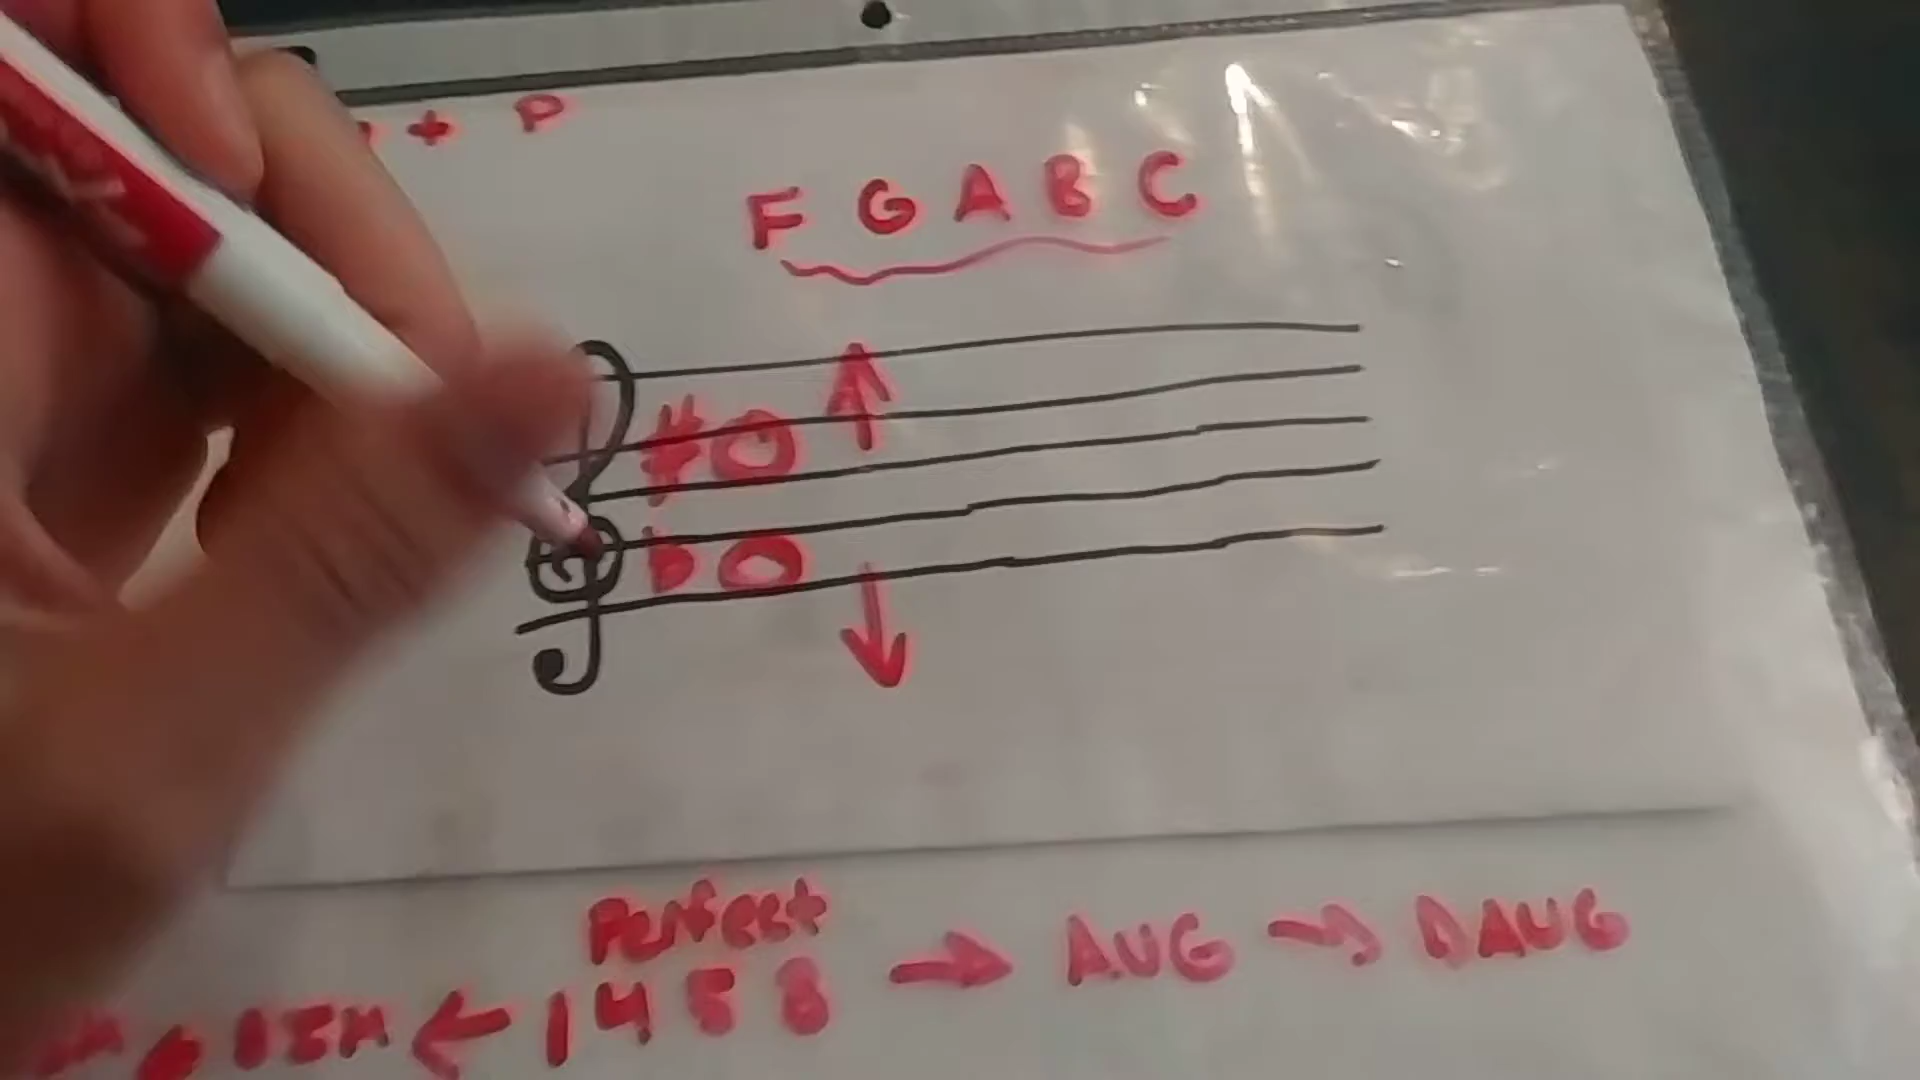 + P
F G A B C
#
b
Perfect
DIM ← 1 4 5 8 → AUG → DAUG